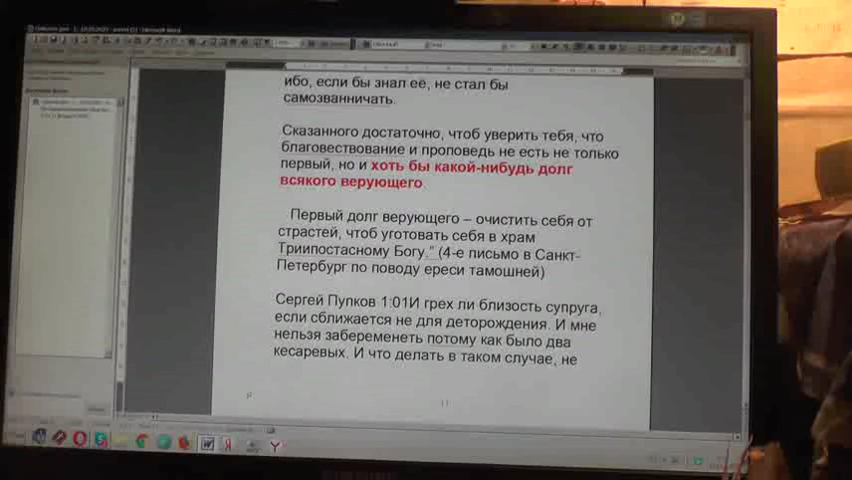 ибо, если бы знал ее, не стал бы
самозванничать.
Сказанного достаточно, чтоб уверить тебя, что
благовествование и проповедь не есть не только
первый, но и хоть бы какой-нибудь долг
всякого верующего
Первый долг верующего – очистить себя от
страстей, чтоб уготовать себя в храм
Триипостасному Богу." (4-е письмо в Санкт-
Петербург по поводу ереси тамошней)
Сергей Пупков 1:01И грех ли близость супруга,
если сближается не для деторождения. И мне
нельзя забеременеть потому как было два
кесаревых. И что делать в таком случае, не